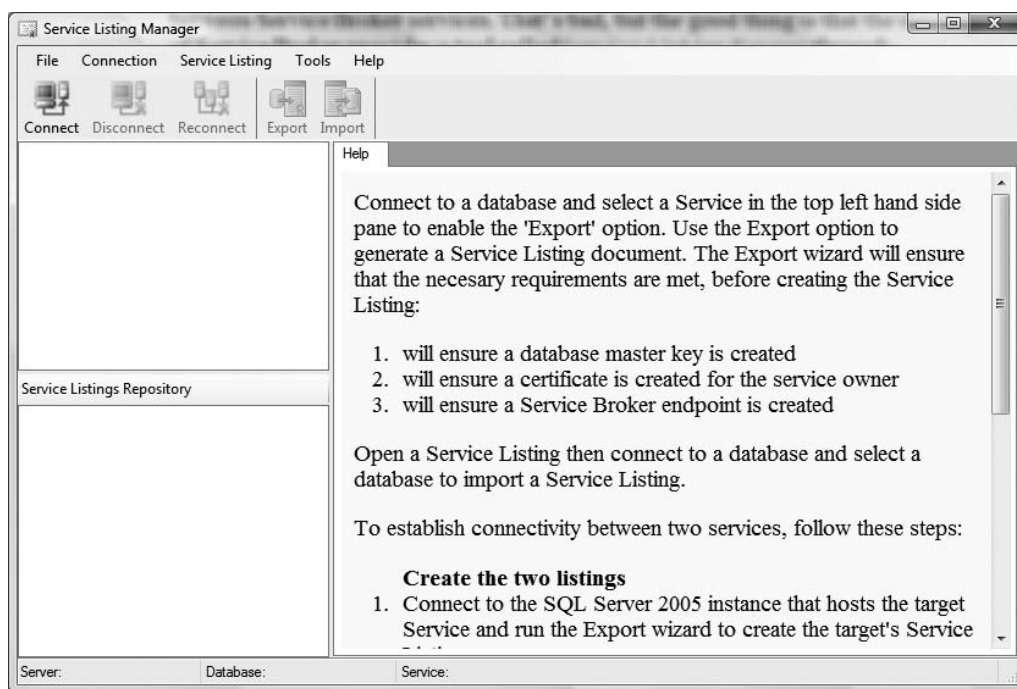 Service Listing Manager
File Connection Service Listing Tools Help
Connect Disconnect Reconnect Export Import
Help
Connect to a database and select a Service in the top left hand side
pane to enable the 'Export' option. Use the Export option to
generate a Service Listing document. The Export wizard will ensure
that the necesary requirements are met, before creating the Service
Listing:
1. will ensure a database master key is created
2. will ensure a certificate is created for the service owner
3. will ensure a Service Broker endpoint is created
Open a Service Listing then connect to a database and select a
database to import a Service Listing.
To establish connectivity between two services, follow these steps:
Create the two listings
1. Connect to the SQL Server 2005 instance that hosts the target
Service and run the Export wizard to create the target's Service
Service Listings Repository
Server: Database: Service: